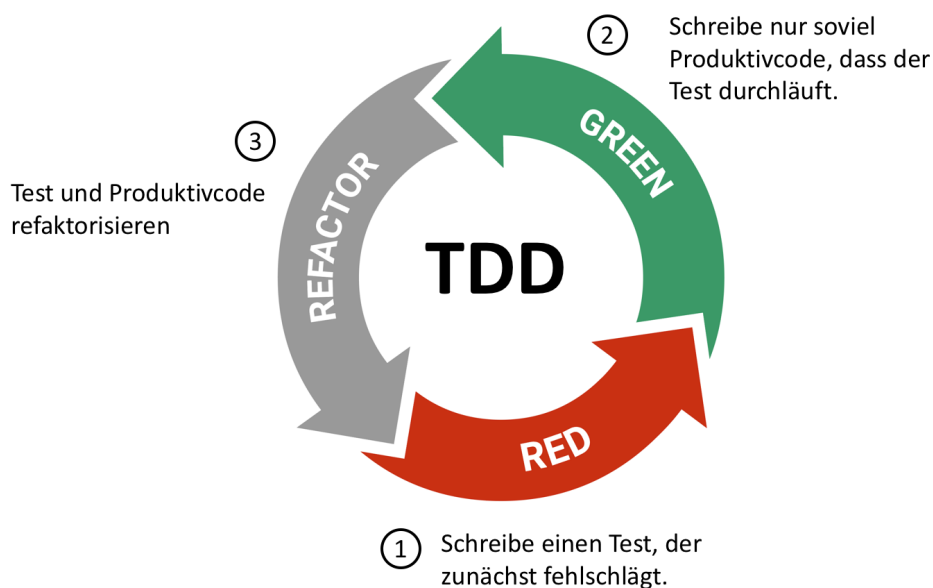 2
Schreibe nur soviel
Produktivcode, dass der
Test durchläuft.
GREEN
3
Test und Produktivcode
refaktorisieren
REFACTOR
TDD
RED
1
Schreibe einen Test, der
zunächst fehlschlägt.